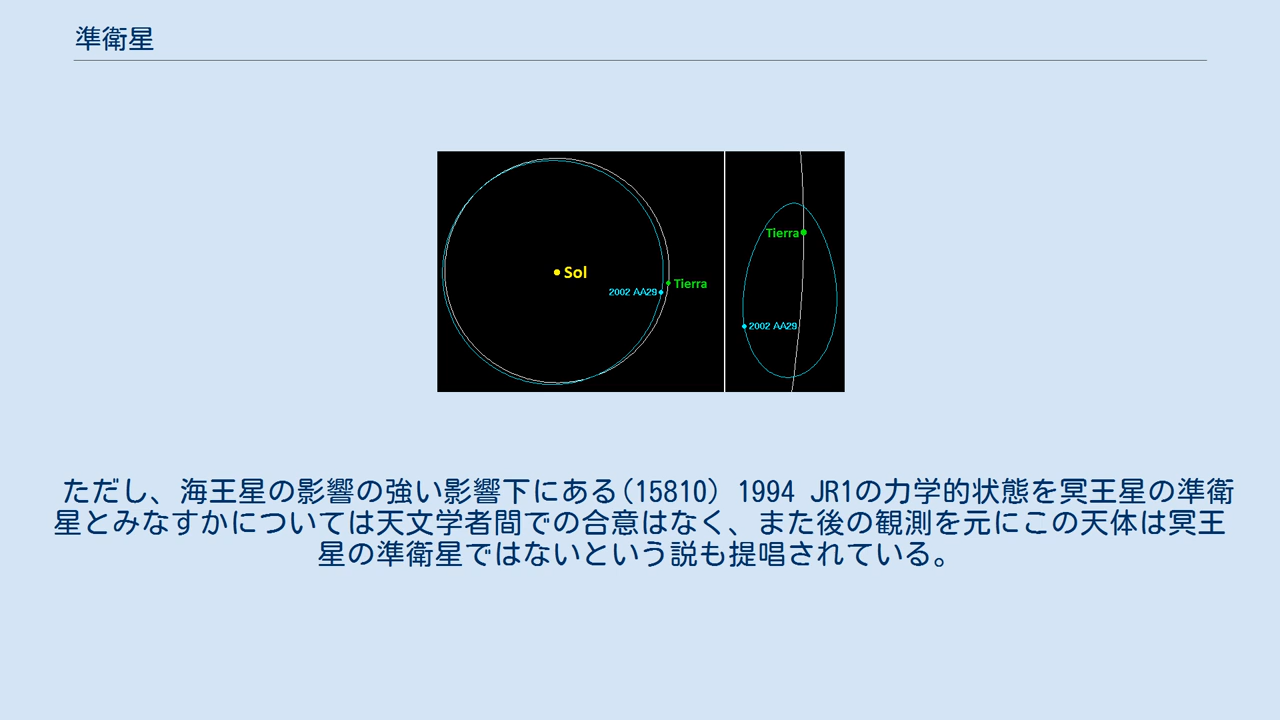 準衛星
Sol
Tierra
2002 AA29
Tierra
2002 AA29
ただし、海王星の影響の強い影響下にある(15810) 1994 JR1の力学的状態を冥王星の準衛
星とみなすかについては天文学者間での合意はなく、また後の観測を元にこの天体は冥王
星の準衛星ではないという説も提唱されている。